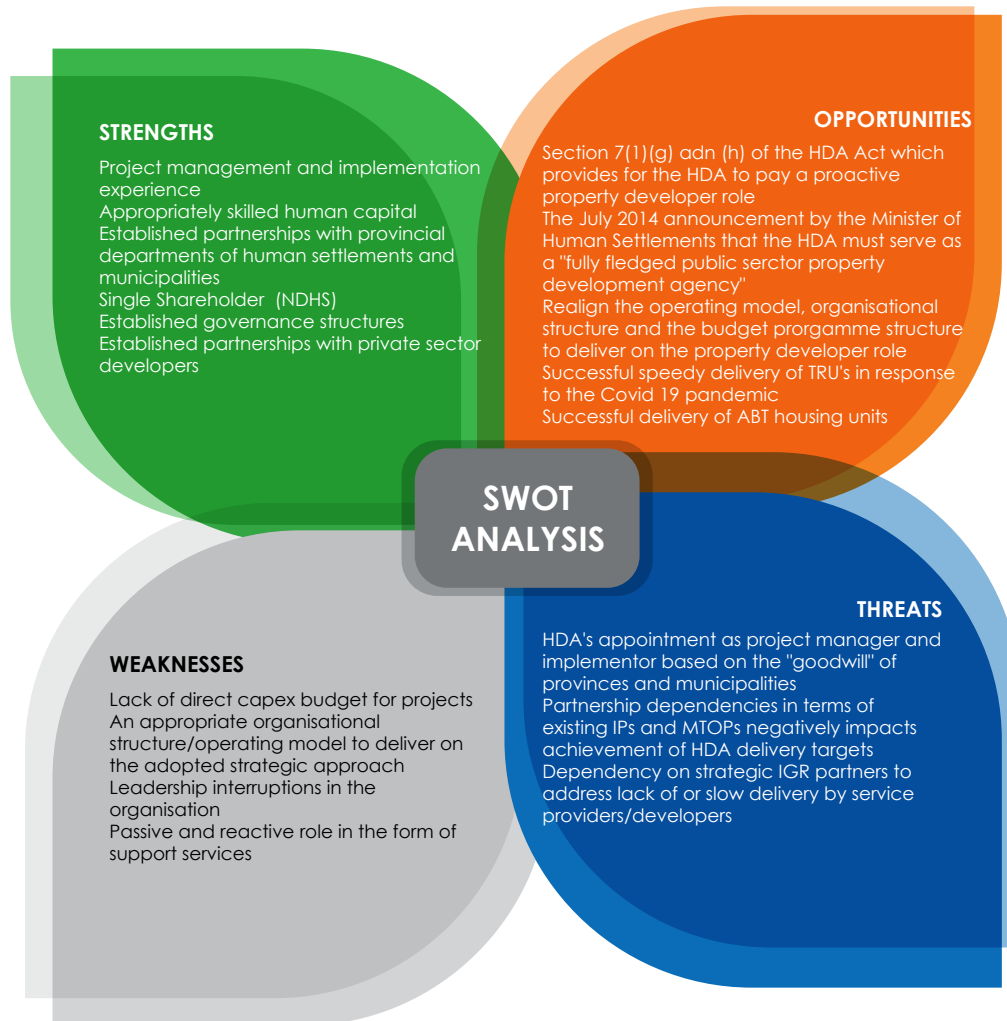 STRENGTHS
Project management and implementation
experience
Appropriately skilled human capital
Established partnerships with provincial
departments of human settlements and
municipalities
Single Shareholder (NDHS)
Established governance structures
Established partnerships with private sector
developers
OPPORTUNITIES
Section 7(1)(g) adn (h) of the HDA Act which
provides for the HDA to pay a proactive
property developer role
The July 2014 announcement by the Minister of
Human Settlements that the HDA must serve as
a "fully fledged public serctor property
development agency"
Realign the operating model, organisational
structure and the budget prorgamme structure
to deliver on the property developer role
Successful speedy delivery of TRU's in response
to the Covid 19 pandemic
Successful delivery of ABT housing units
SWOT
ANALYSIS
WEAKNESSES
Lack of direct capex budget for projects
An appropriate organisational
structure/operating model to deliver on
the adopted strategic approach
Leadership interruptions in the
organisation
Passive and reactive role in the form of
support services
THREATS
HDA's appointment as project manager and
implementor based on the "goodwill" of
provinces and municipalities
Partnership dependencies in terms of
existing IPs and MTOPs negatively impacts
achievement of HDA delivery targets
Dependency on strategic IGR partners to
address lack of or slow delivery by service
providers/developers